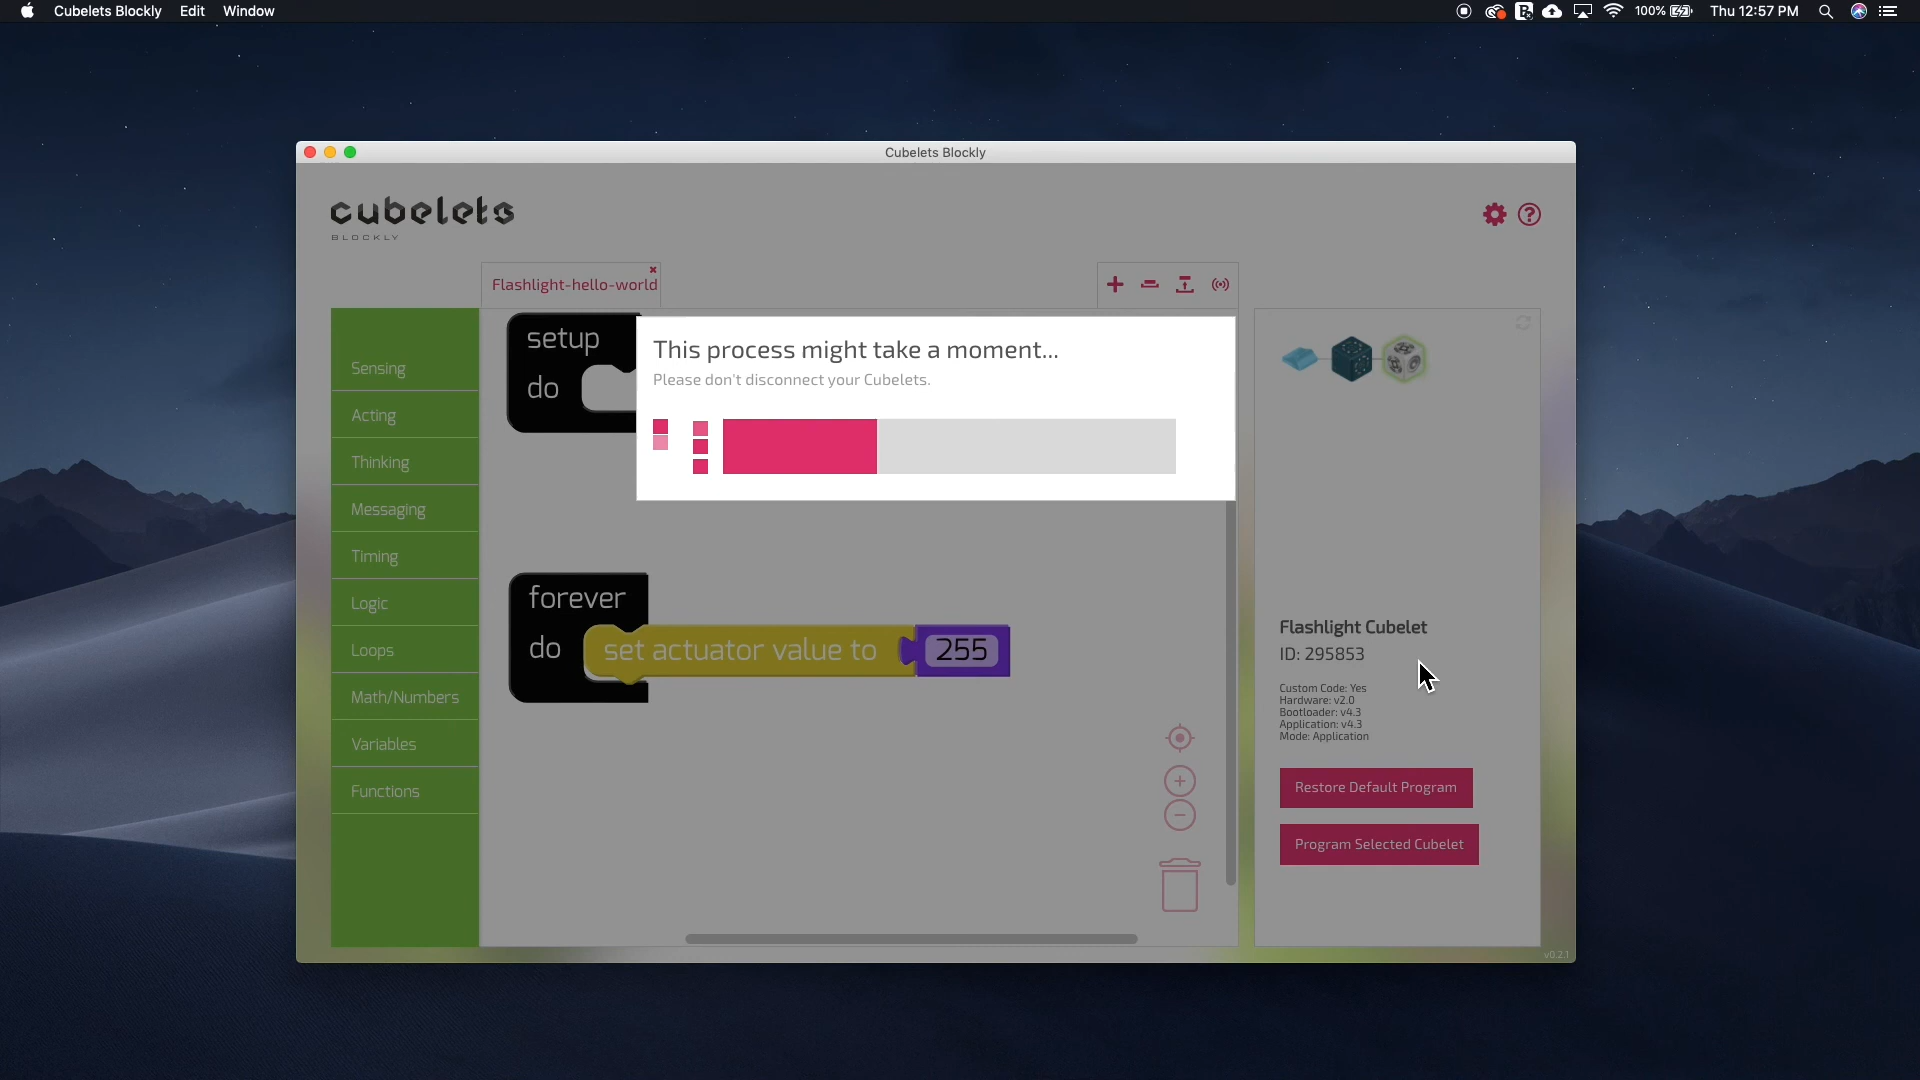 Cubelets Blockly Edit Window
100% Thu 12:57 PM
Cubelets Blockly
cubelets
BLOCKLY
Flashlight-hello-world
Sensing
Acting
Thinking
Messaging
Timing
Logic
Loops
Math/Numbers
Variables
Functions
setup
do
This process might take a moment...
Please don't disconnect your Cubelets.
forever
do set actuator value to 255
Flashlight Cubelet
ID: 295853
Custom Code: Yes
Hardware: v2.0
Bootloader: v4.3
Application: v4.3
Mode: Application
Restore Default Program
Program Selected Cubelet
v0.2.1